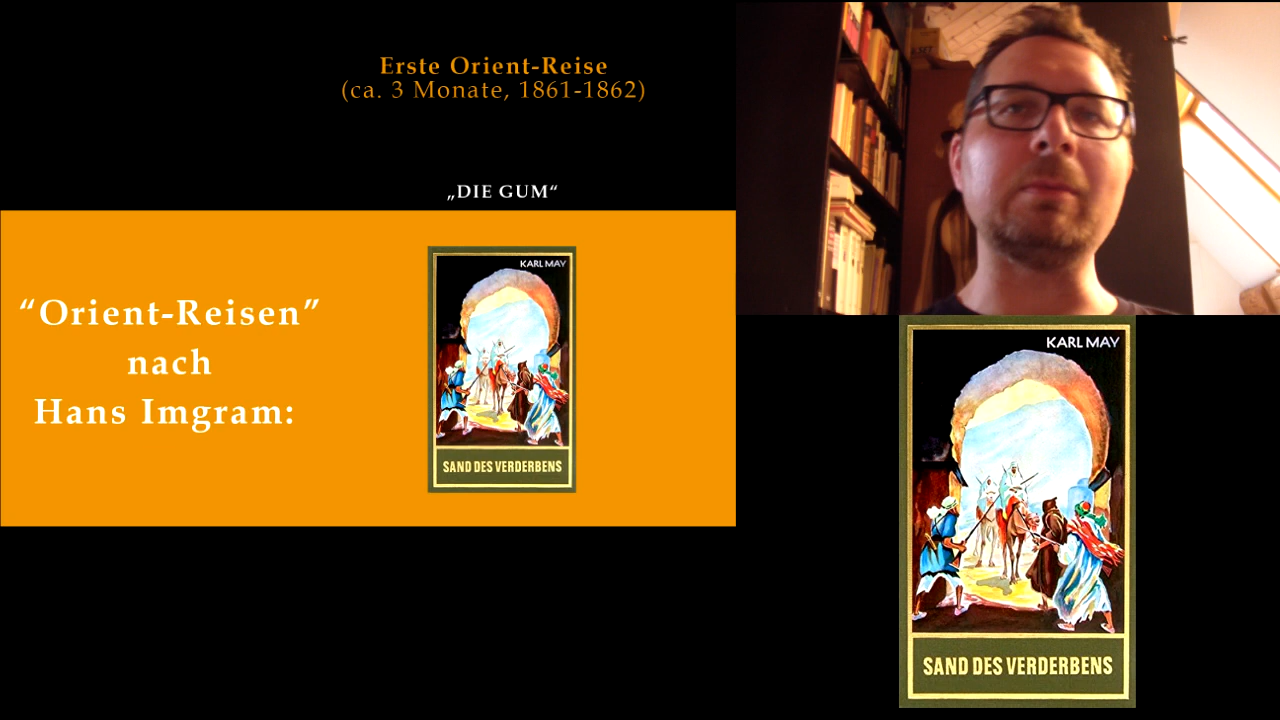 Erste Orient-Reise
(ca. 3 Monate, 1861-1862)
„DIE GUM“
“Orient-Reisen”
nach
Hans Imgram:
KARL MAY
SAND DES VERDERBENS
KARL MAY
SAND DES VERDERBENS